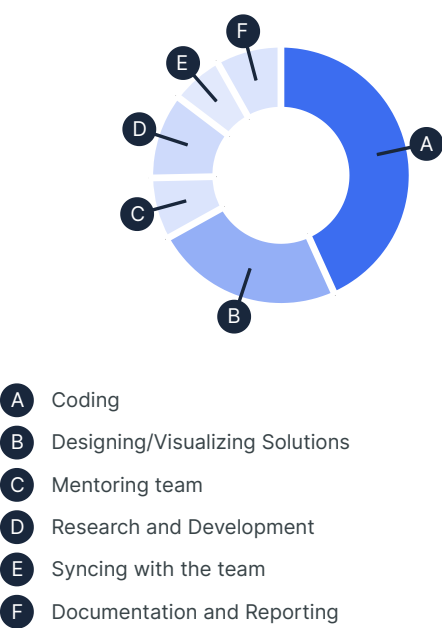 F
E
A
D
C
B
A Coding
B Designing/Visualizing Solutions
C Mentoring team
D Research and Development
E Syncing with the team
F Documentation and Reporting